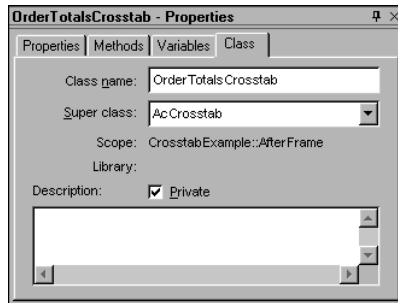 OrderTotalsCrosstab - Properties
Properties Methods Variables Class
Class name: OrderTotalsCrosstab
Super class: AcCrosstab
Scope: CrosstabExample::AfterFrame
Library:
Description: Private